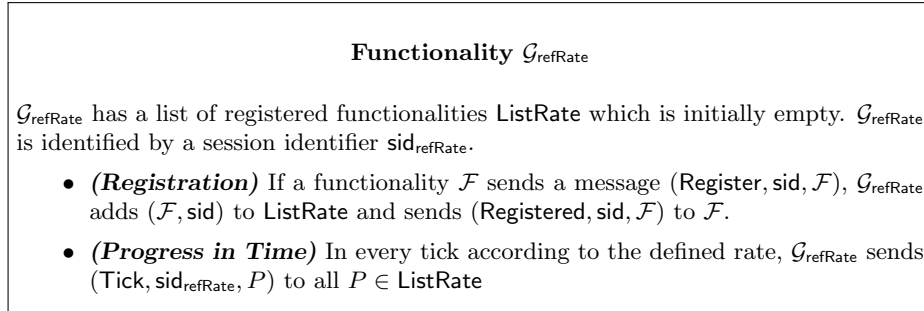 Functionality 𝒢refRate
𝒢refRate has a list of registered functionalities ListRate which is initially empty. 𝒢refRate
is identified by a session identifier sidrefRate.
• (Registration) If a functionality ℱ sends a message (Register, sid, ℱ), 𝒢refRate
adds (ℱ, sid) to ListRate and sends (Registered, sid, ℱ) to ℱ.
• (Progress in Time) In every tick according to the defined rate, 𝒢refRate sends
(Tick, sidrefRate, P) to all P ∈ ListRate